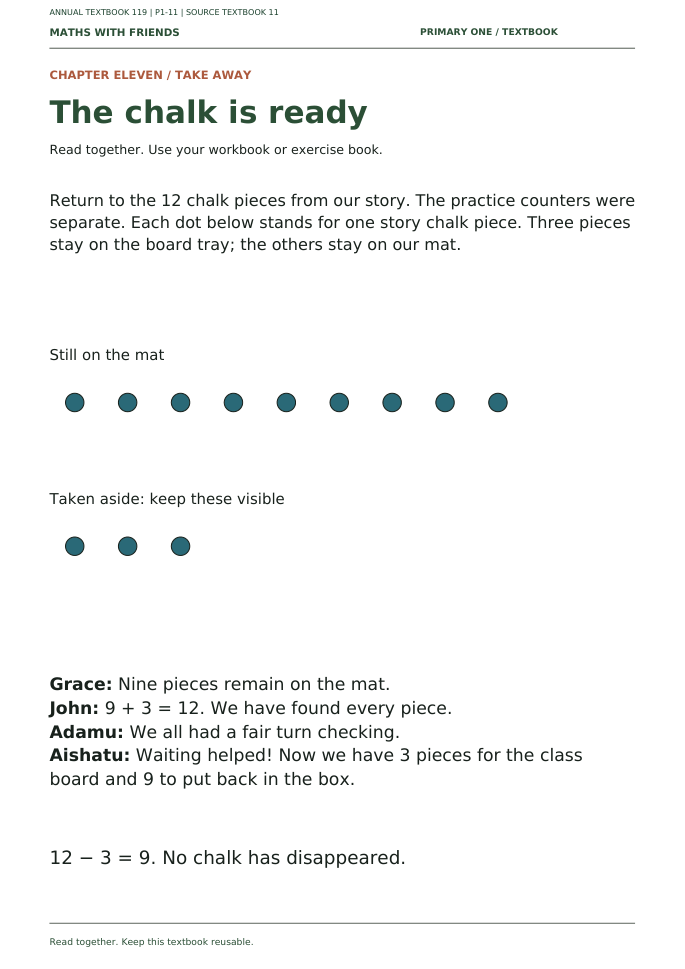 ANNUAL TEXTBOOK 119 | P1-11 | SOURCE TEXTBOOK 11
MATHS WITH FRIENDS
PRIMARY ONE / TEXTBOOK
CHAPTER ELEVEN / TAKE AWAY
The chalk is ready
Read together. Use your workbook or exercise book.
Return to the 12 chalk pieces from our story. The practice counters were
separate. Each dot below stands for one story chalk piece. Three pieces
stay on the board tray; the others stay on our mat.
Still on the mat
Taken aside: keep these visible
Grace: Nine pieces remain on the mat.
John: 9 + 3 = 12. We have found every piece.
Adamu: We all had a fair turn checking.
Aishatu: Waiting helped! Now we have 3 pieces for the class
board and 9 to put back in the box.
12 − 3 = 9. No chalk has disappeared.
Read together. Keep this textbook reusable.